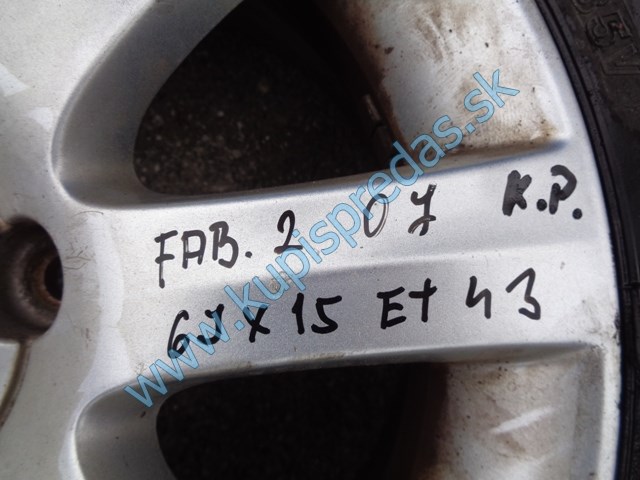 FAB. 2 07 K.P.
6J X 15 Et 43
www.kupispredas.sk